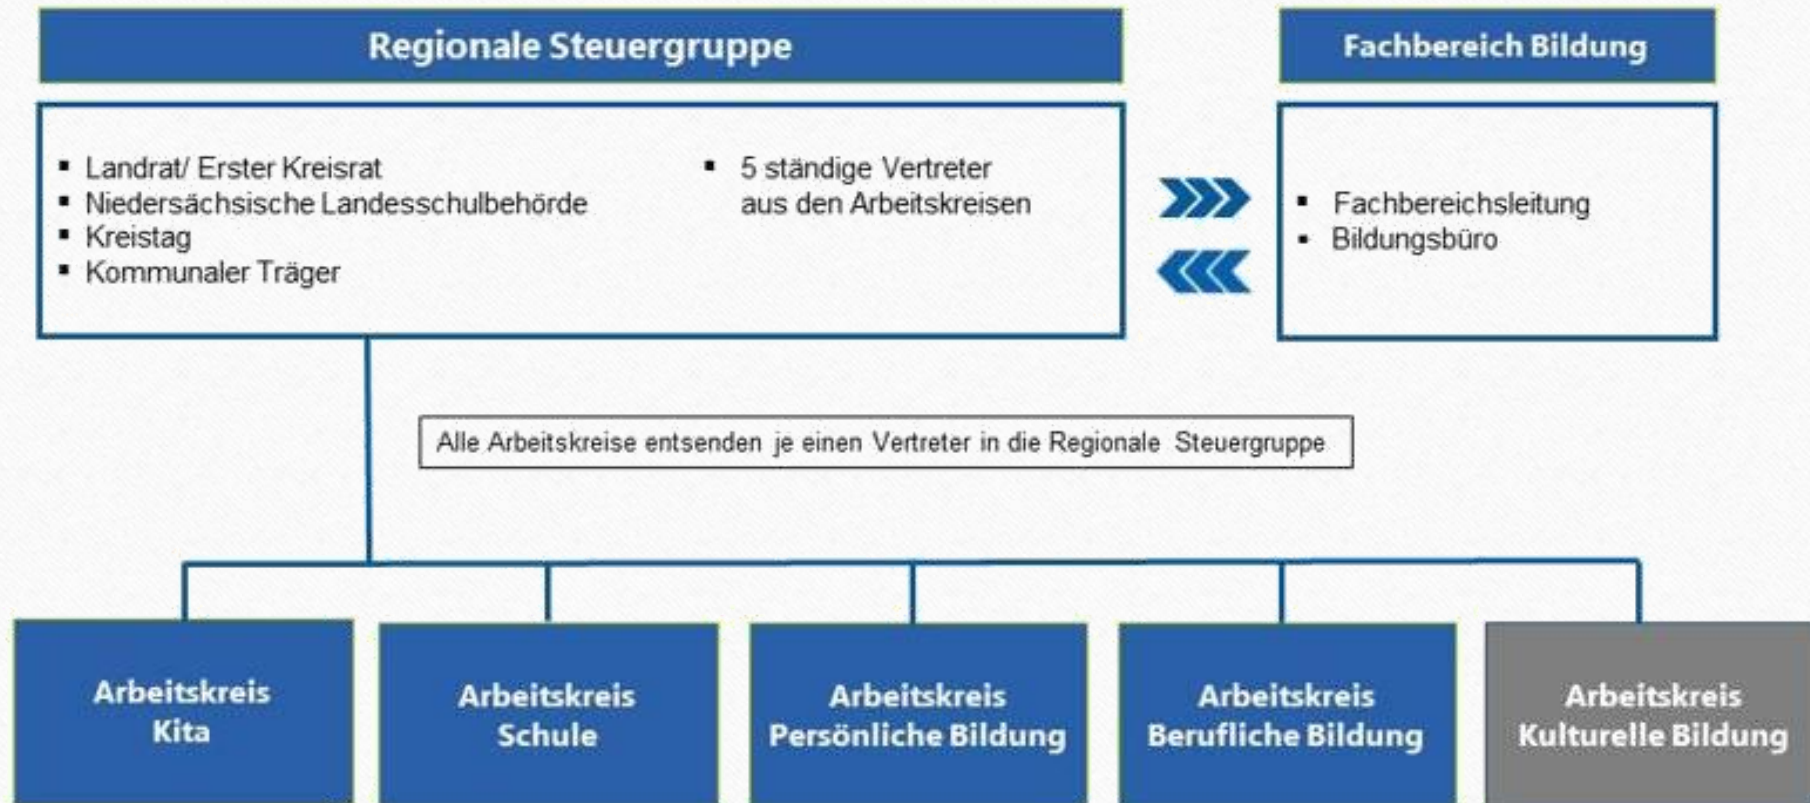 Regionale Steuergruppe
Fachbereich Bildung
▪ Landrat/ Erster Kreisrat
▪ Niedersächsische Landesschulbehörde
▪ Kreistag
▪ Kommunaler Träger
▪ 5 ständige Vertreter
aus den Arbeitskreisen
▪ Fachbereichsleitung
▪ Bildungsbüro
Alle Arbeitskreise entsenden je einen Vertreter in die Regionale Steuergruppe
Arbeitskreis
Kita
Arbeitskreis
Schule
Arbeitskreis
Persönliche Bildung
Arbeitskreis
Berufliche Bildung
Arbeitskreis
Kulturelle Bildung